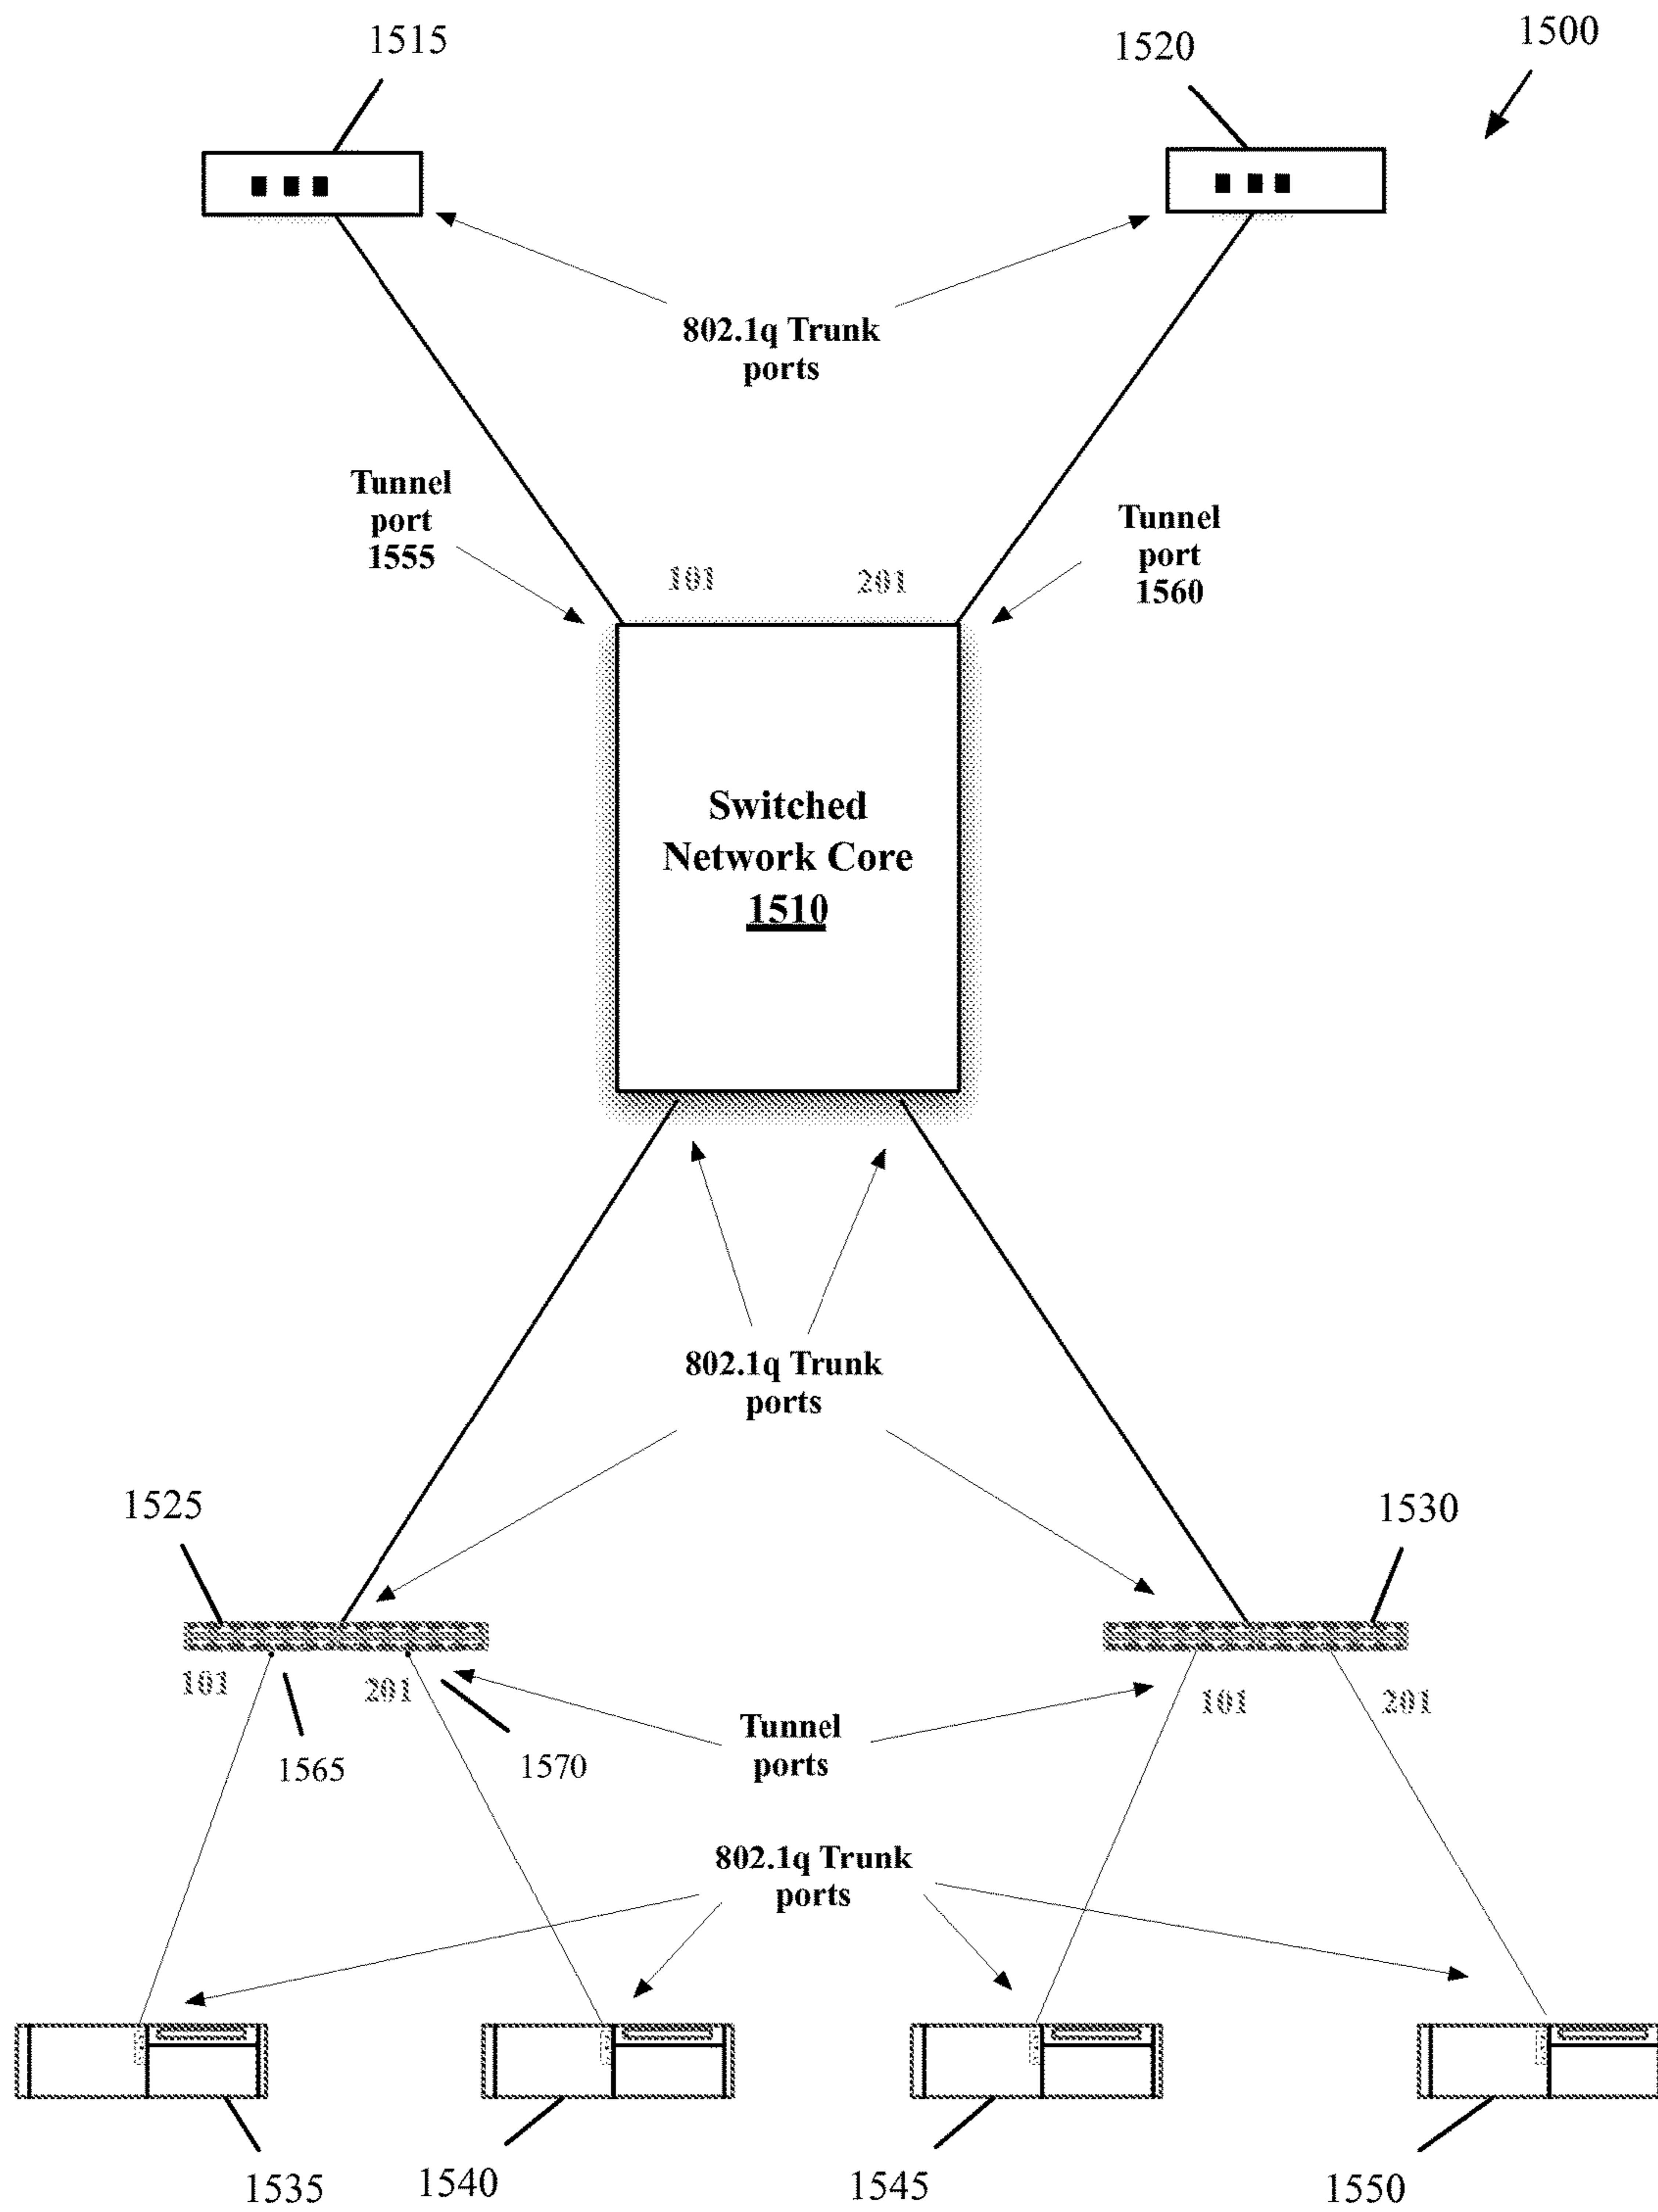 1515
1520
1500
802.1q Trunk
ports
Tunnel
port
1555
Tunnel
port
1560
101
201
Switched
Network Core
1510
802.1q Trunk
ports
1525
1530
101
201
101
201
1565
1570
Tunnel
ports
802.1q Trunk
ports
1535
1540
1545
1550